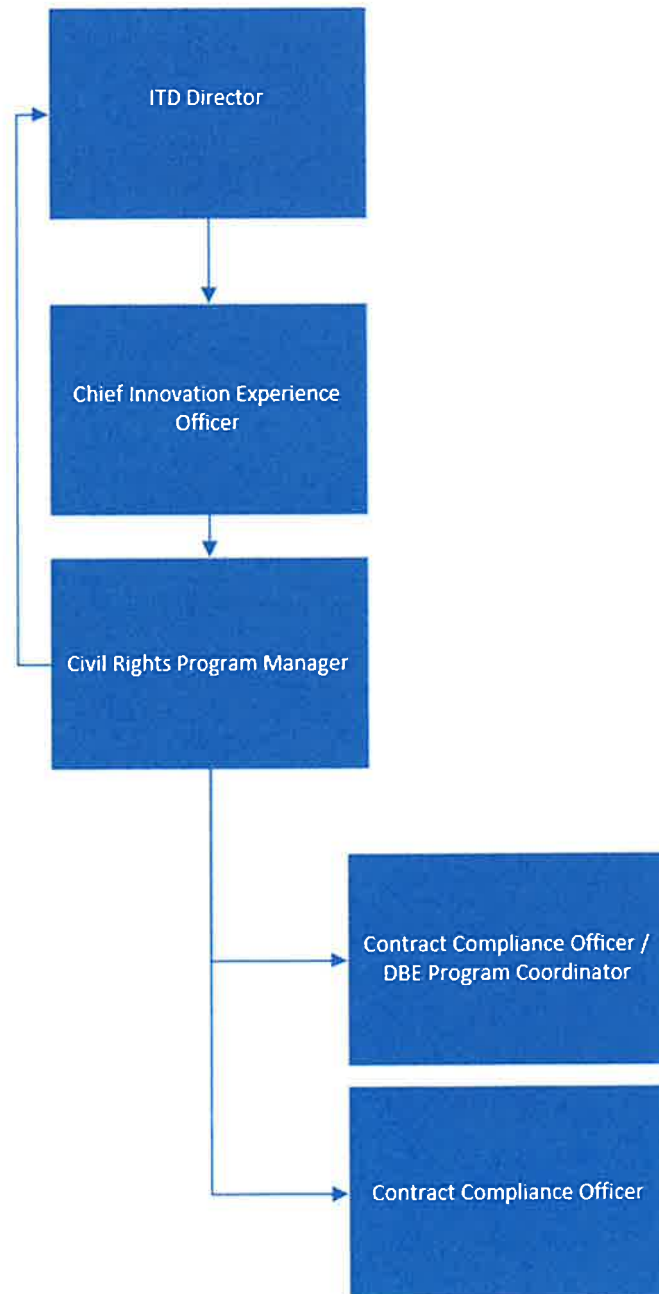 ITD Director
Chief Innovation Experience
Officer
Civil Rights Program Manager
Contract Compliance Officer /
DBE Program Coordinator
Contract Compliance Officer